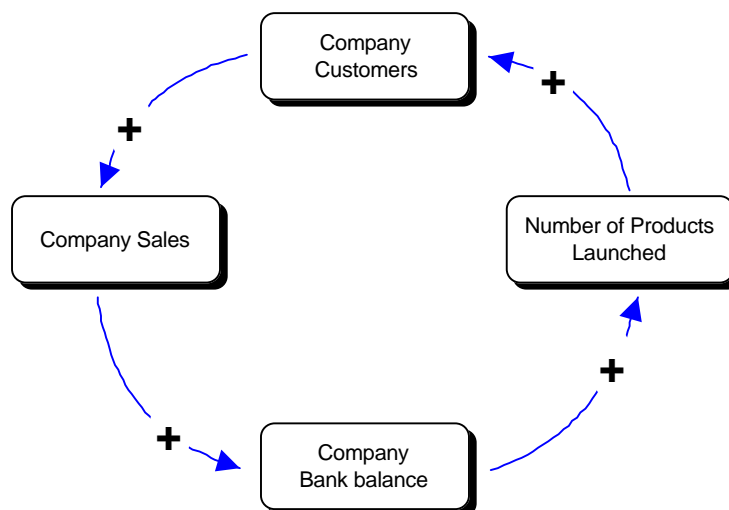 Company
Customers
+
+
Company Sales
Number of Products
Launched
+
+
Company
Bank balance